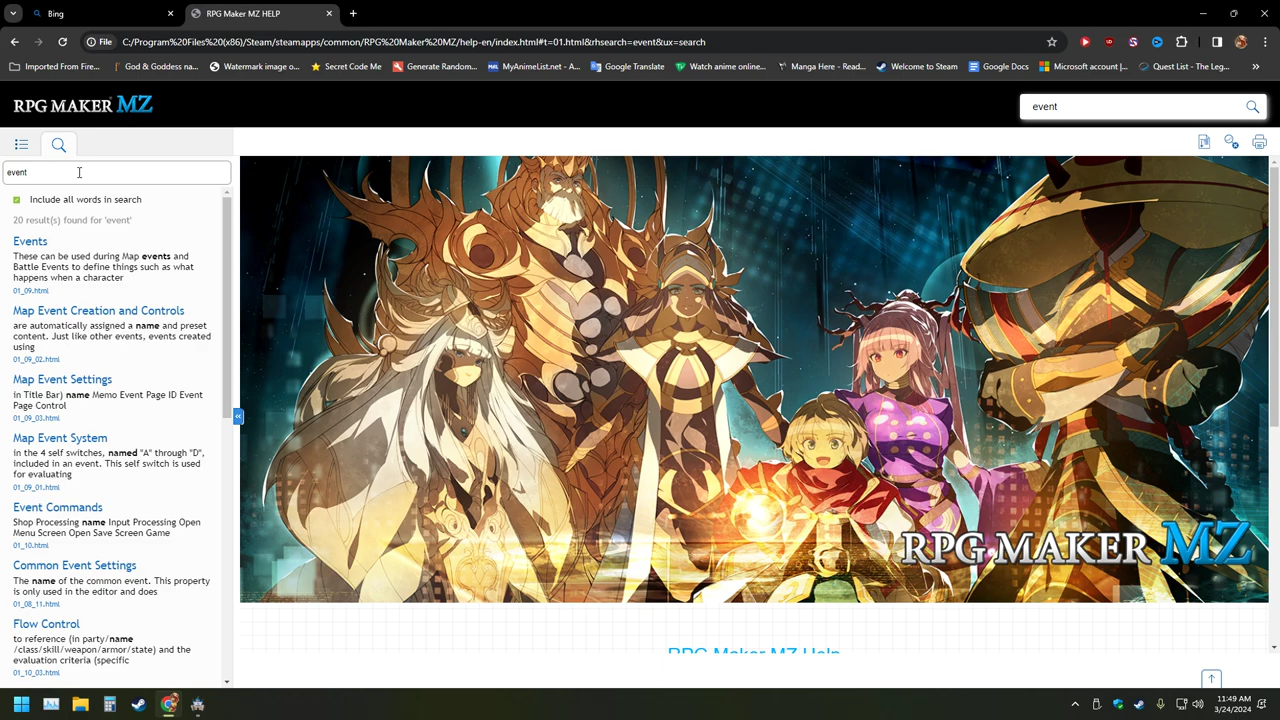 Bing
RPG Maker MZ HELP
File
C:/Program%20Files%20(x86)/Steam/steamapps/common/RPG%20Maker%20MZ/help-en/index.html#t=01.html&rhsearch=event&ux=search
Imported From Fire...
God & Goddess na...
Watermark image o...
Secret Code Me
Generate Random...
MyAnimeList.net - A...
Google Translate
Watch anime online...
Manga Here - Read...
Welcome to Steam
Google Docs
Microsoft account |...
Quest List - The Leg...
RPG MAKER MZ
event
event
Include all words in search
20 result(s) found for 'event'
Events
These can be used during Map events and
Battle Events to define things such as what
happens when a character
01_09.html
Map Event Creation and Controls
are automatically assigned a name and preset
content. Just like other events, events created
using
01_09_02.html
Map Event Settings
in Title Bar) name Memo Event Page ID Event
Page Control
01_09_03.html
Map Event System
in the 4 self switches, named "A" through "D",
included in an event. This self switch is used
for evaluating
01_09_01.html
Event Commands
Shop Processing name Input Processing Open
Menu Screen Open Save Screen Game
01_10.html
Common Event Settings
The name of the common event. This property
is only used in the editor and does
01_08_11.html
Flow Control
to reference (in party/name
/class/skill/weapon/armor/state) and the
evaluation criteria (specific
01_10_03.html
RPG MAKER MZ
RPG Maker MZ Help
11:49 AM
3/24/2024